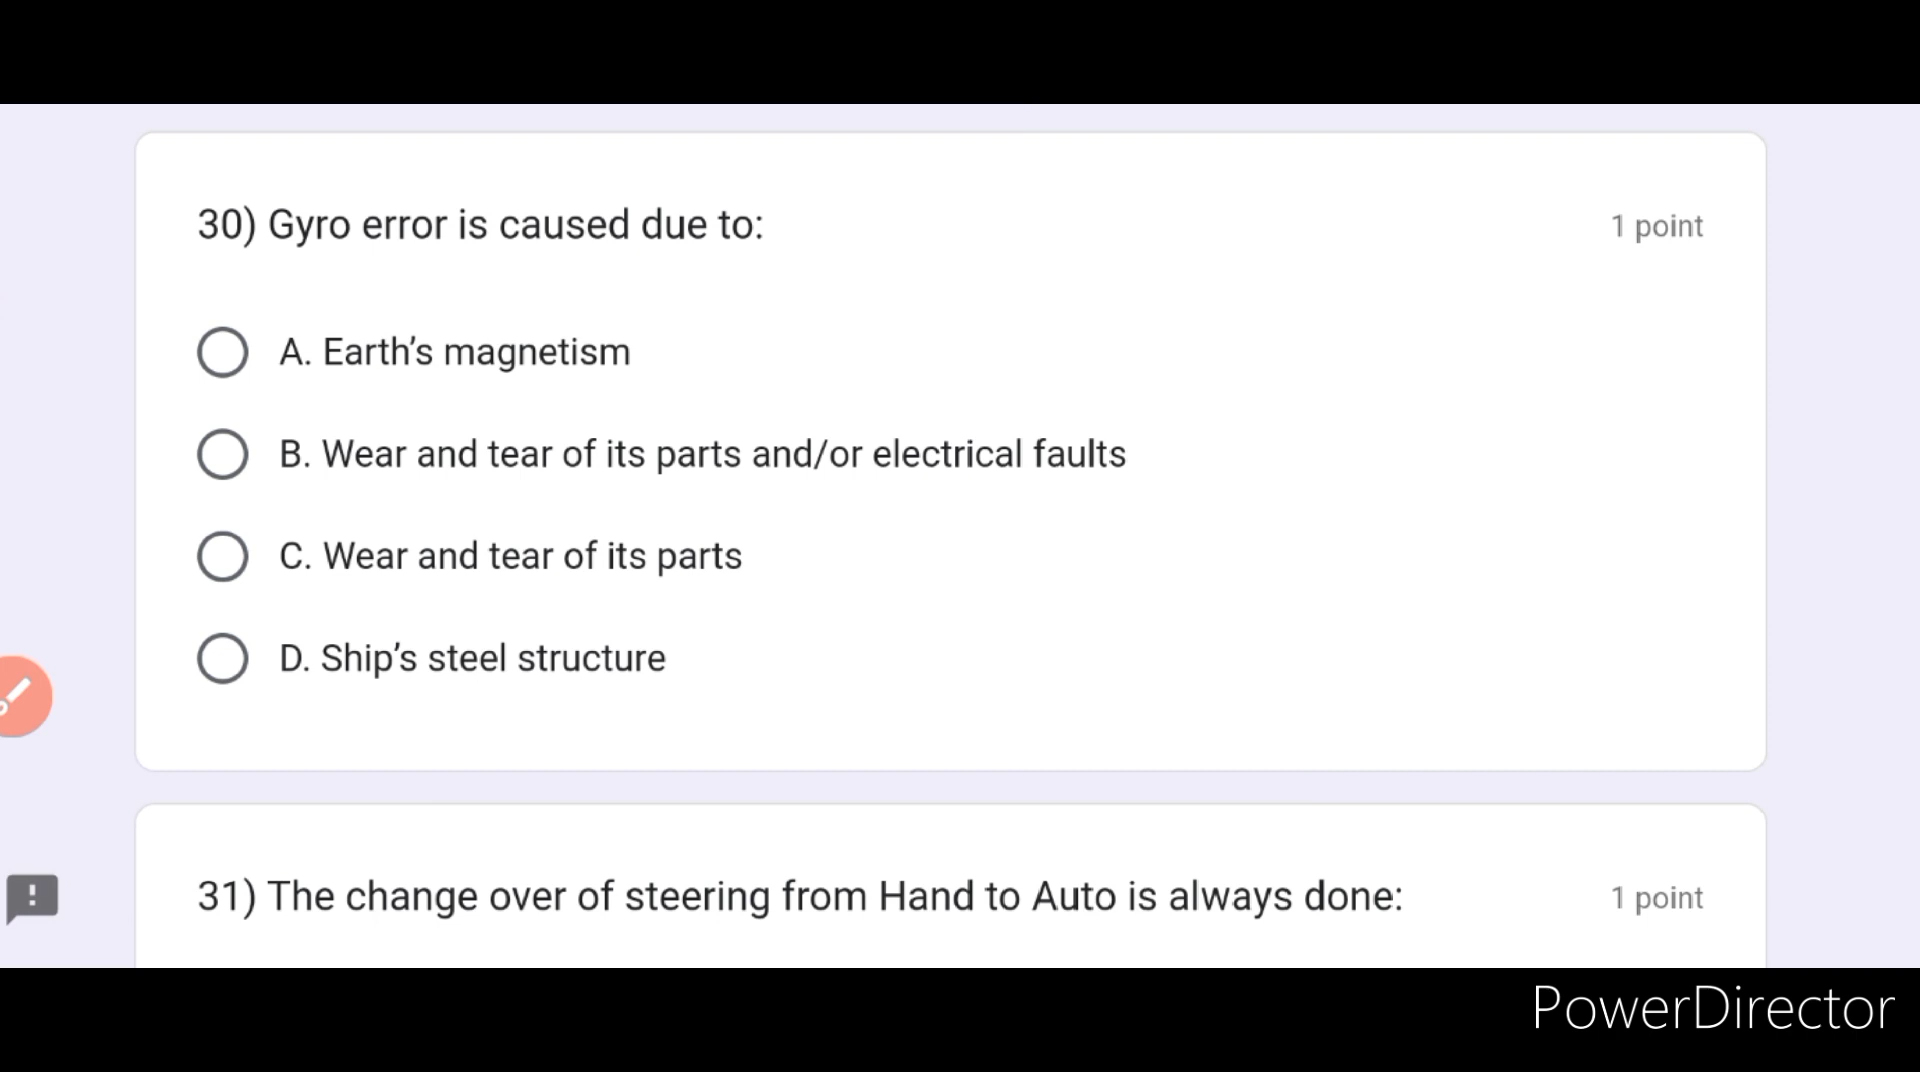 30) Gyro error is caused due to:
1 point
A. Earth's magnetism
B. Wear and tear of its parts and/or electrical faults
C. Wear and tear of its parts
D. Ship's steel structure
31) The change over of steering from Hand to Auto is always done:
1 point
PowerDirector